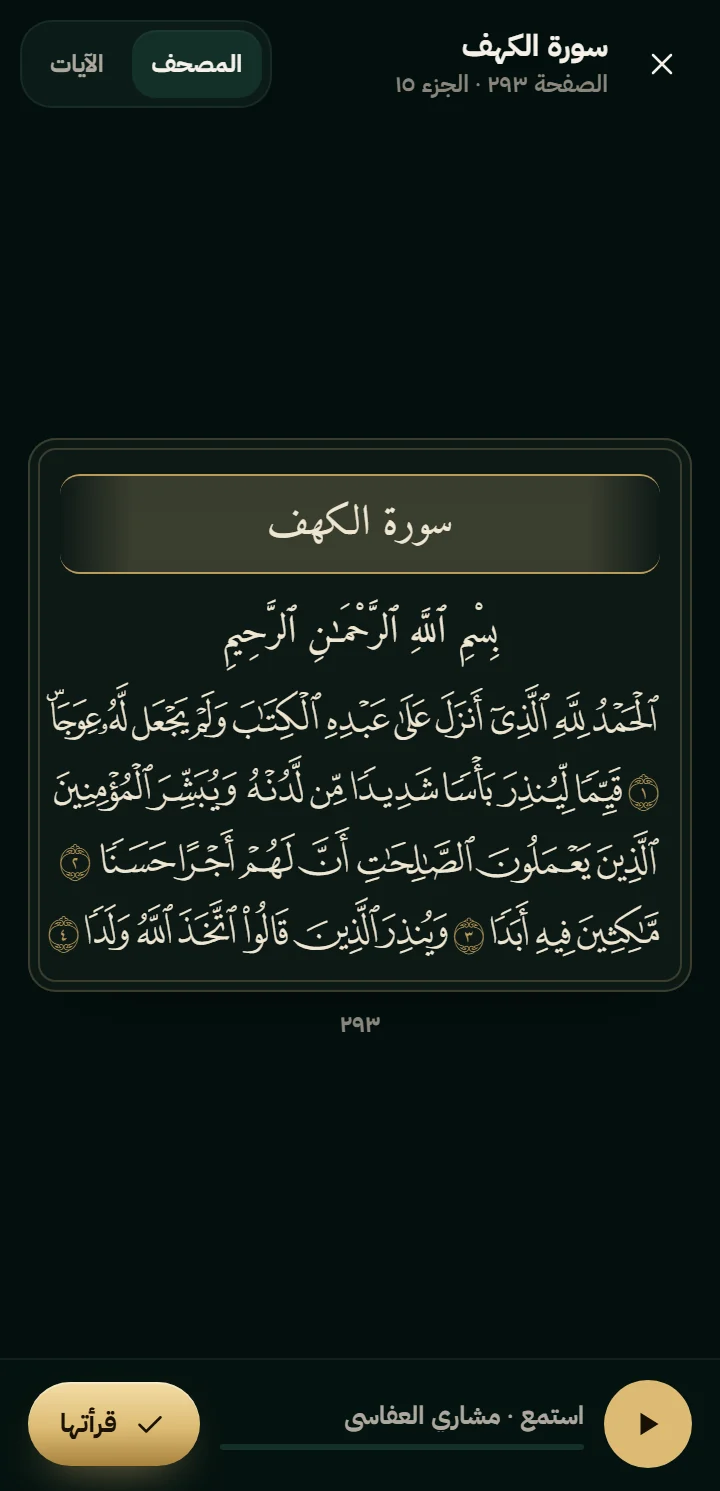 سورة الكهف
الصفحة ٢٩٣ · الجزء ١٥
المصحف
الآيات
سورة الكهف
بِسْمِ ٱللَّهِ ٱلرَّحْمَٰنِ ٱلرَّحِيمِ
ٱلْحَمْدُ لِلَّهِ ٱلَّذِىٓ أَنزَلَ عَلَىٰ عَبْدِهِ ٱلْكِتَٰبَ وَلَمْ يَجْعَل لَّهُۥ عِوَجَاۜ
١ قَيِّمًا لِّيُنذِرَ بَأْسًا شَدِيدًا مِّن لَّدُنْهُ وَيُبَشِّرَ ٱلْمُؤْمِنِينَ
ٱلَّذِينَ يَعْمَلُونَ ٱلصَّٰلِحَٰتِ أَنَّ لَهُمْ أَجْرًا حَسَنًا ٢
مَّٰكِثِينَ فِيهِ أَبَدًا ٣ وَيُنذِرَ ٱلَّذِينَ قَالُوا۟ ٱتَّخَذَ ٱللَّهُ وَلَدًا ٤
٢٩٣
استمع · مشاري العفاسي
قرأتها